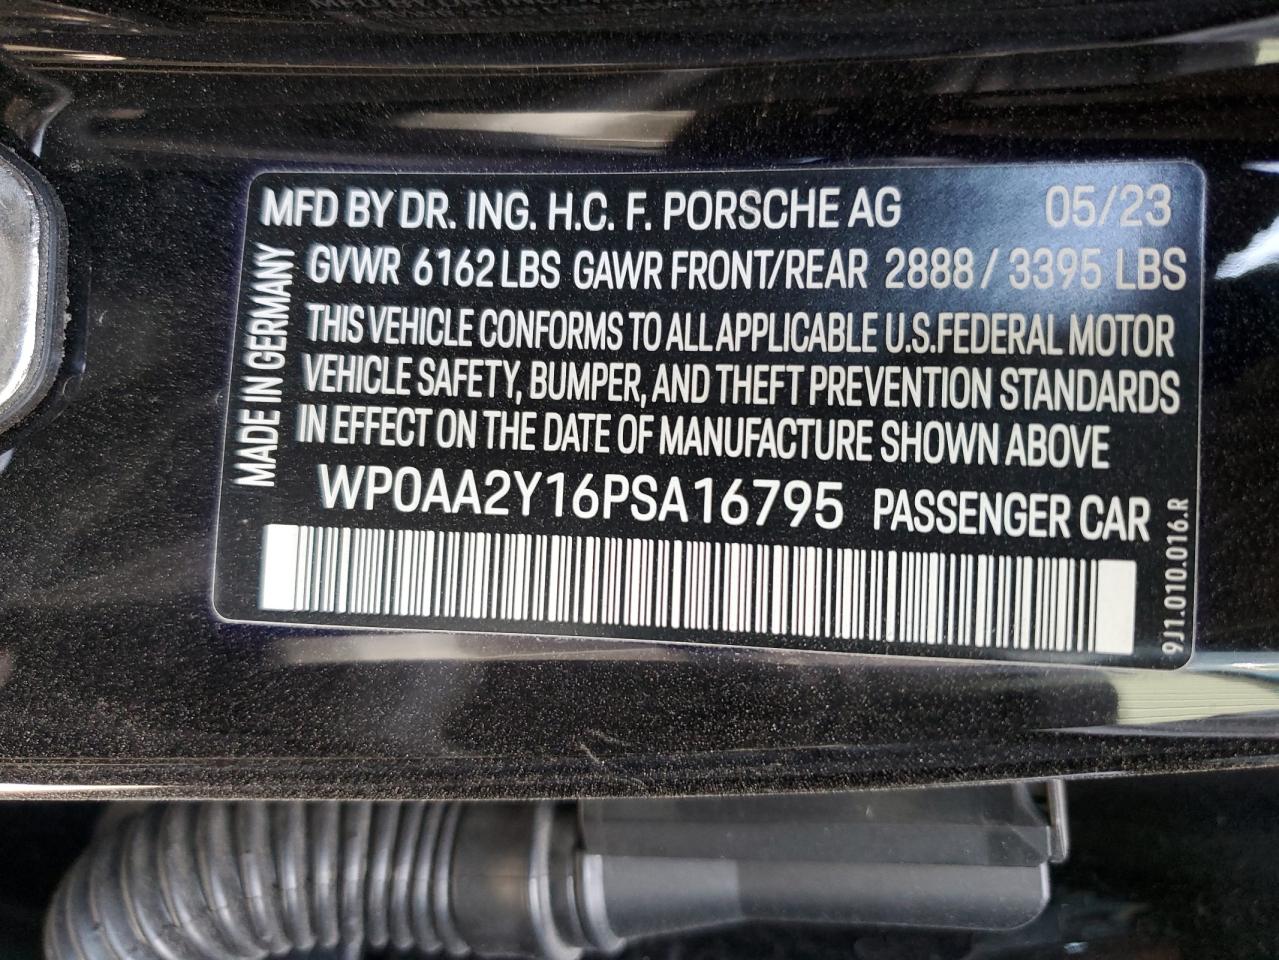 MFD BY DR. ING. H.C. F. PORSCHE AG 05/23
GVWR 6162 LBS GAWR FRONT/REAR 2888 / 3395 LBS
THIS VEHICLE CONFORMS TO ALL APPLICABLE U.S.FEDERAL MOTOR
VEHICLE SAFETY, BUMPER, AND THEFT PREVENTION STANDARDS
IN EFFECT ON THE DATE OF MANUFACTURE SHOWN ABOVE
WP0AA2Y16PSA16795 PASSENGER CAR
MADE IN GERMANY
9J1.010.016.R